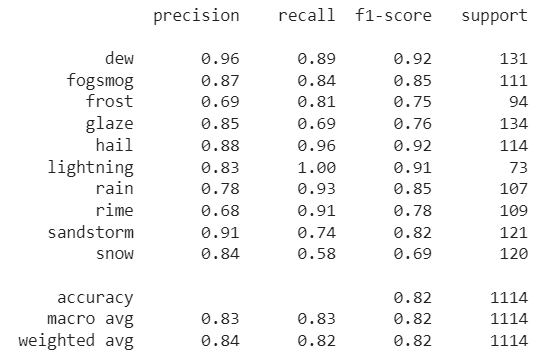 precision recall f1-score support
dew 0.96 0.89 0.92 131
fogsmog 0.87 0.84 0.85 111
frost 0.69 0.81 0.75 94
glaze 0.85 0.69 0.76 134
hail 0.88 0.96 0.92 114
lightning 0.83 1.00 0.91 73
rain 0.78 0.93 0.85 107
rime 0.68 0.91 0.78 109
sandstorm 0.91 0.74 0.82 121
snow 0.84 0.58 0.69 120
accuracy 0.82 1114
macro avg 0.83 0.83 0.82 1114
weighted avg 0.84 0.82 0.82 1114